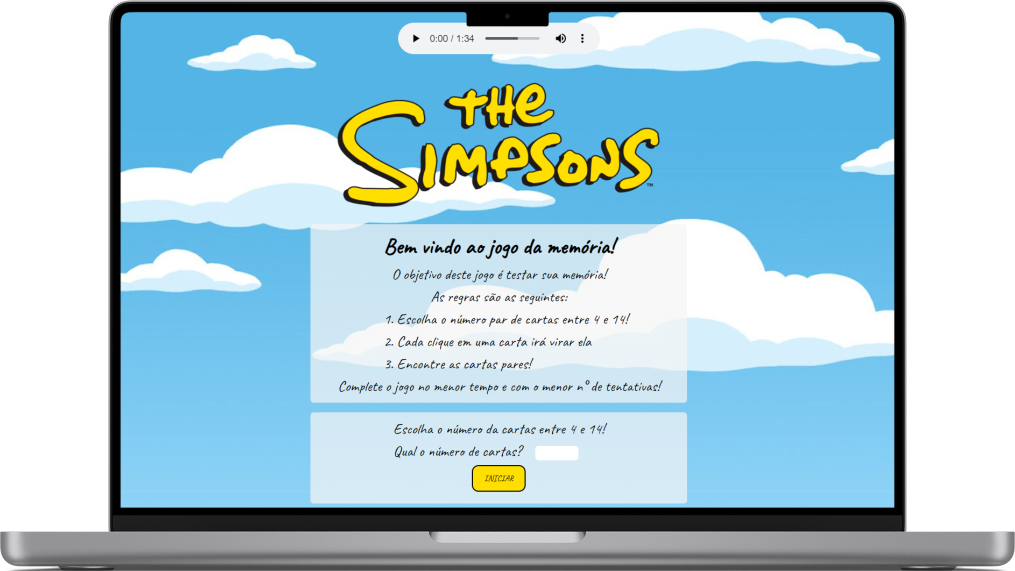 0:00 / 1:34
THE
SIMPSONS
TM
Bem vindo ao jogo da memória!
O objetivo deste jogo é testar sua memória!
As regras são as seguintes:
1. Escolha o número par de cartas entre 4 e 14!
2. Cada clique em uma carta irá virar ela
3. Encontre as cartas pares!
Complete o jogo no menor tempo e com o menor nº de tentativas!
Escolha o número da cartas entre 4 e 14!
Qual o número de cartas?
INICIAR